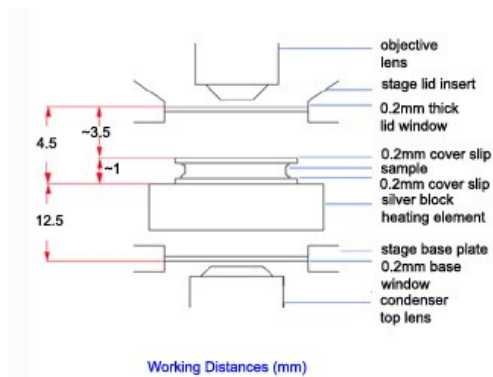 objective
lens
stage lid insert
0.2mm thick
lid window
~3.5
4.5
0.2mm cover slip
sample
~1
0.2mm cover slip
silver block
heating element
12.5
stage base plate
0.2mm base
window
condenser
top lens
Working Distances (mm)